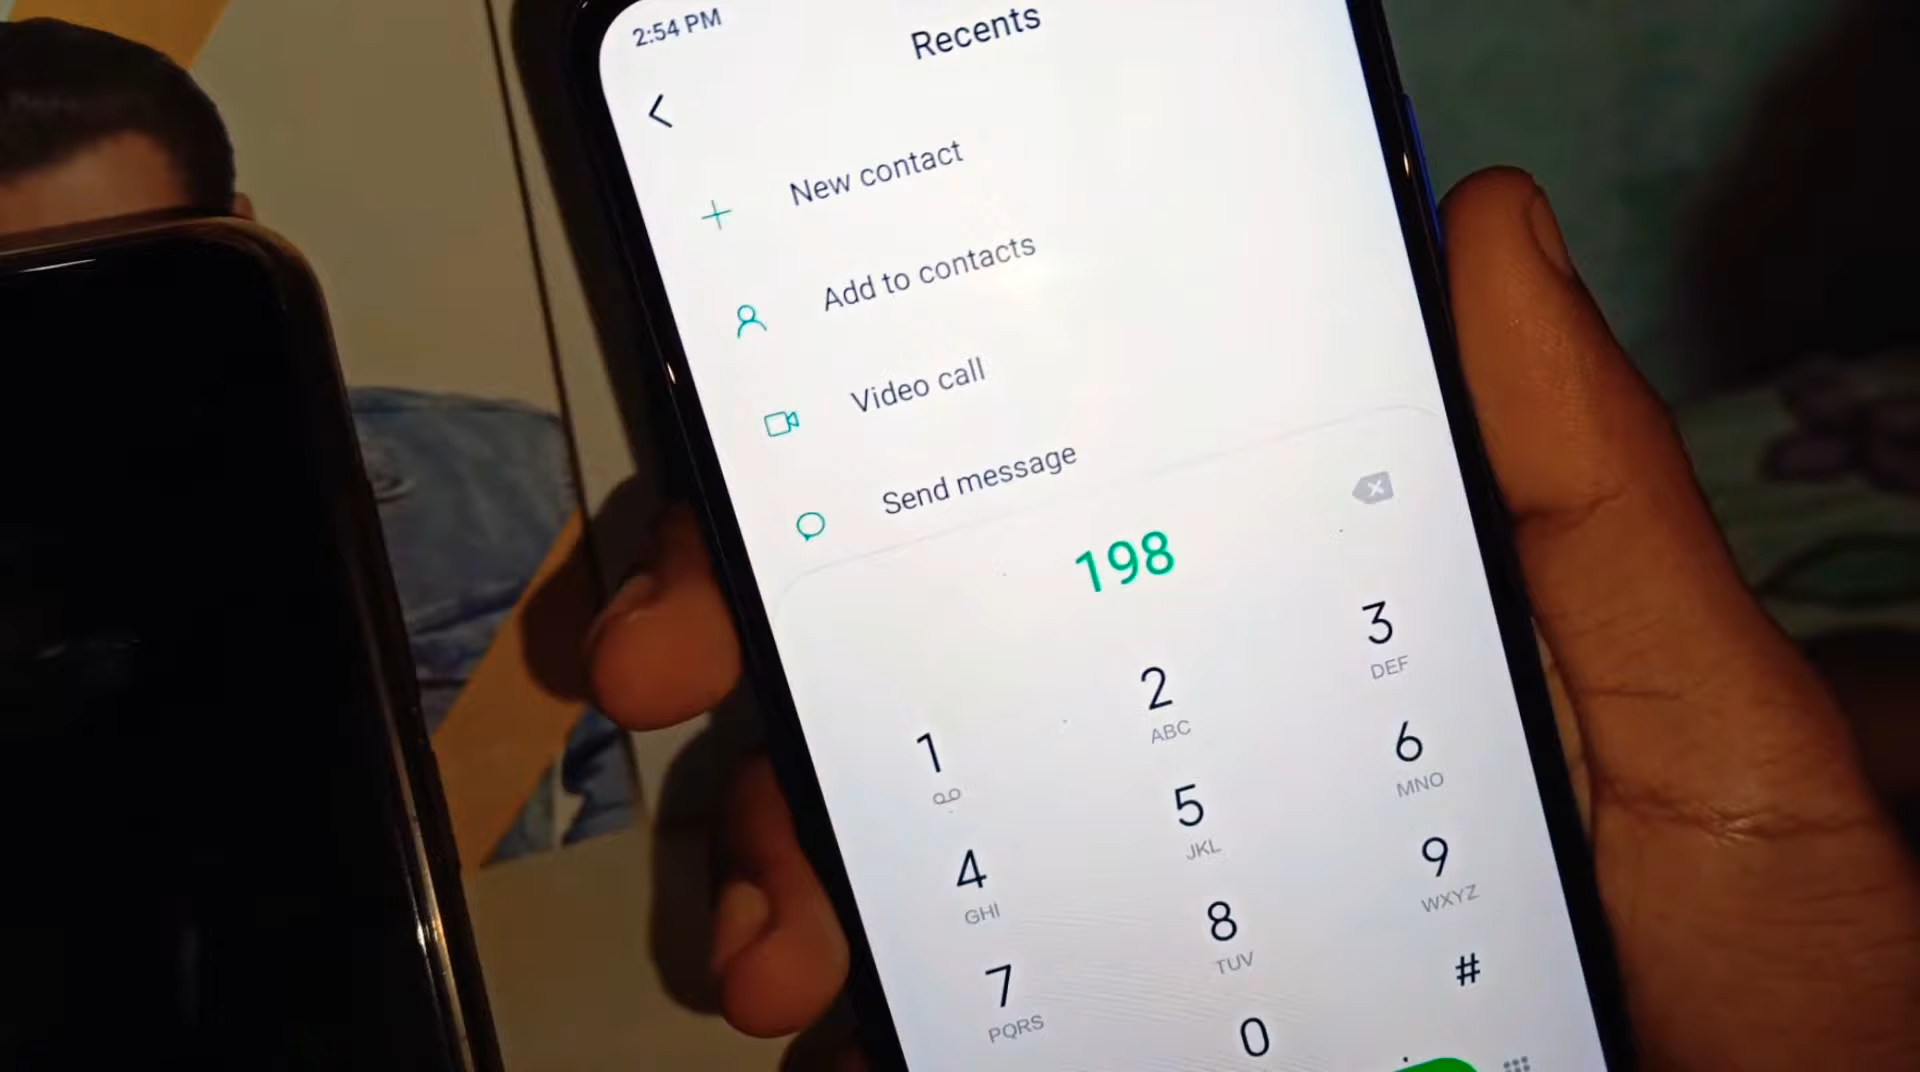 2:54 PM
Recents
New contact
Add to contacts
Video call
Send message
198
1
2 ABC
3 DEF
4 GHI
5 JKL
6 MNO
7 PQRS
8 TUV
9 WXYZ
0
#